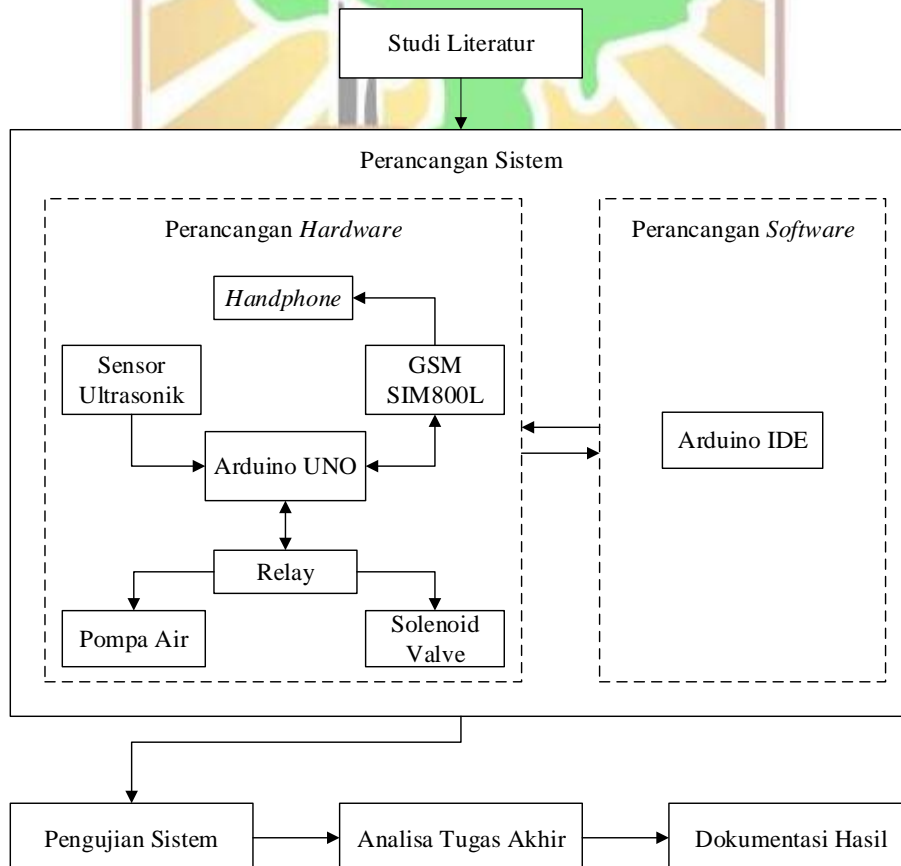 Studi Literatur
Perancangan Sistem
Perancangan Hardware
Perancangan Software
Handphone
Sensor
Ultrasonik
GSM
SIM800L
Arduino UNO
Arduino IDE
Relay
Pompa Air
Solenoid
Valve
Pengujian Sistem
Analisa Tugas Akhir
Dokumentasi Hasil